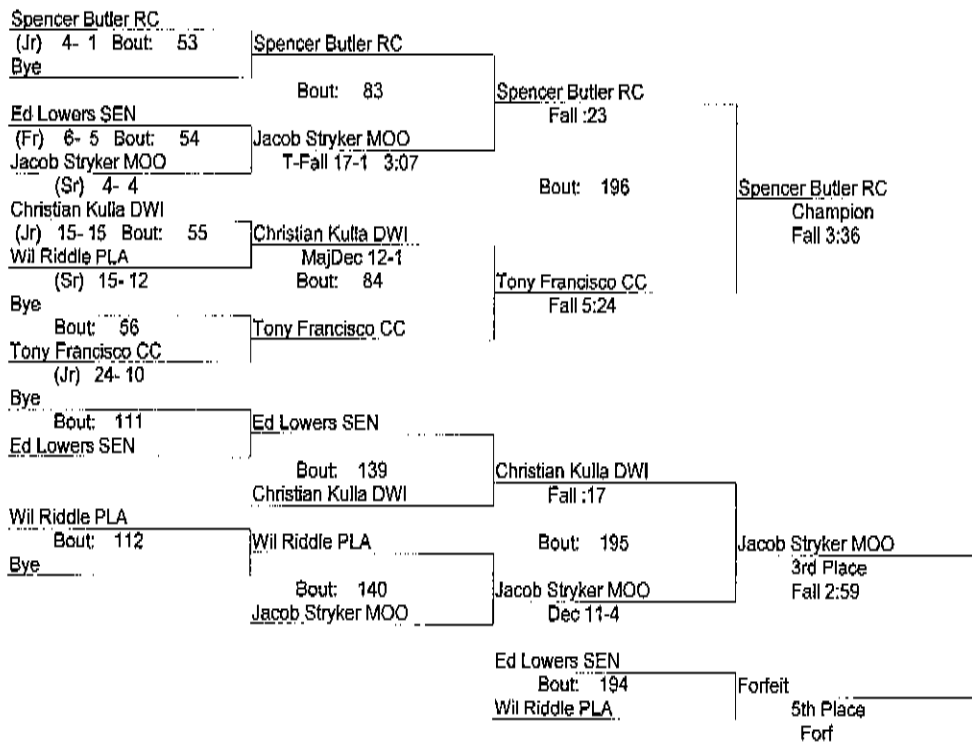 Spencer Butler RC
(Jr) 4- 1 Bout: 53
Bye
Spencer Butler RC
Bout: 83
Ed Lowers SEN
(Fr) 6- 5 Bout: 54
Jacob Stryker MOO
(Sr) 4- 4
Jacob Stryker MOO
T-Fall 17-1 3:07
Spencer Butler RC
Fall :23
Bout: 196
Christian Kulla DWI
(Jr) 15- 15 Bout: 55
Wil Riddle PLA
(Sr) 15- 12
Christian Kulla DWI
MajDec 12-1
Bout: 84
Bye
Bout: 56
Tony Francisco CC
(Jr) 24- 10
Tony Francisco CC
Tony Francisco CC
Fall 5:24
Spencer Butler RC
Champion
Fall 3:36
Bye
Bout: 111
Ed Lowers SEN
Ed Lowers SEN
Bout: 139
Christian Kulla DWI
Christian Kulla DWI
Fall :17
Bout: 195
Wil Riddle PLA
Bout: 112
Bye
Wil Riddle PLA
Bout: 140
Jacob Stryker MOO
Jacob Stryker MOO
Dec 11-4
Jacob Stryker MOO
3rd Place
Fall 2:59
Ed Lowers SEN
Bout: 194
Wil Riddle PLA
Forfeit
5th Place
Forf